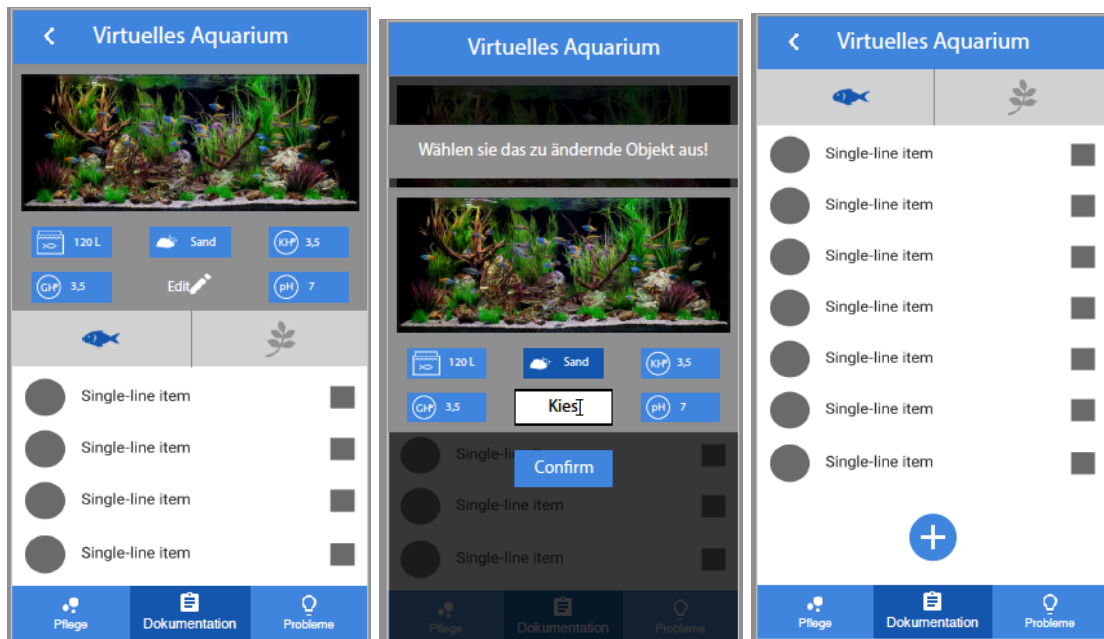 Virtuelles Aquarium
120 L
Sand
KH° 3,5
GH° 3,5
Edit
pH 7
Single-line item
Single-line item
Single-line item
Single-line item
Pflege
Dokumentation
Probleme
Virtuelles Aquarium
Wählen sie das zu ändernde Objekt aus!
120 L
Sand
KH° 3,5
GH° 3,5
Kies
pH 7
Single-li
Confirm
Single-line item
Single-line item
Pflege
Dokumentation
Probleme
Virtuelles Aquarium
Single-line item
Single-line item
Single-line item
Single-line item
Single-line item
Single-line item
Single-line item
Pflege
Dokumentation
Probleme